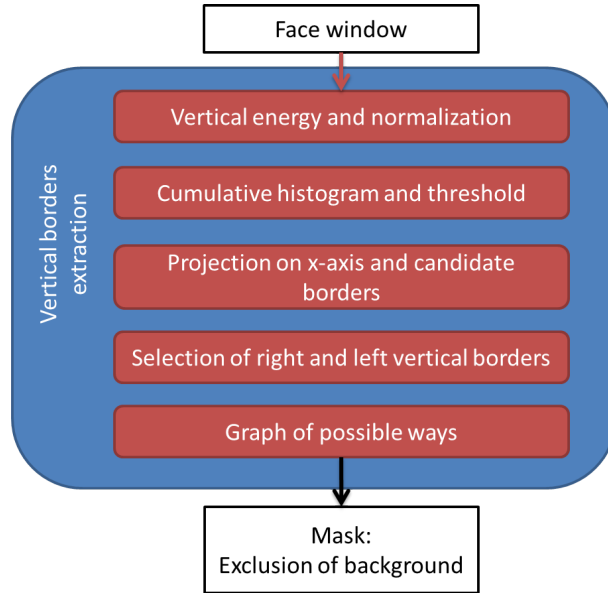 Face window
Vertical borders
extraction
Vertical energy and normalization
Cumulative histogram and threshold
Projection on x-axis and candidate
borders
Selection of right and left vertical borders
Graph of possible ways
Mask:
Exclusion of background